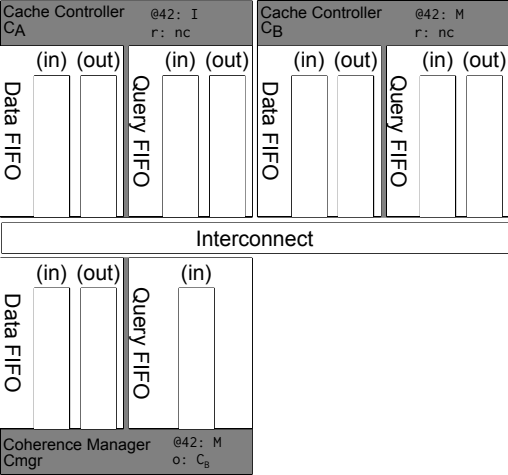 Cache Controller @42: I
CA r: nc
(in) (out) (in) (out)
Data FIFO
Query FIFO
Cache Controller @42: M
CB r: nc
(in) (out) (in) (out)
Data FIFO
Query FIFO
Interconnect
(in) (out) (in)
Data FIFO
Query FIFO
Coherence Manager @42: M
Cmgr o: CB